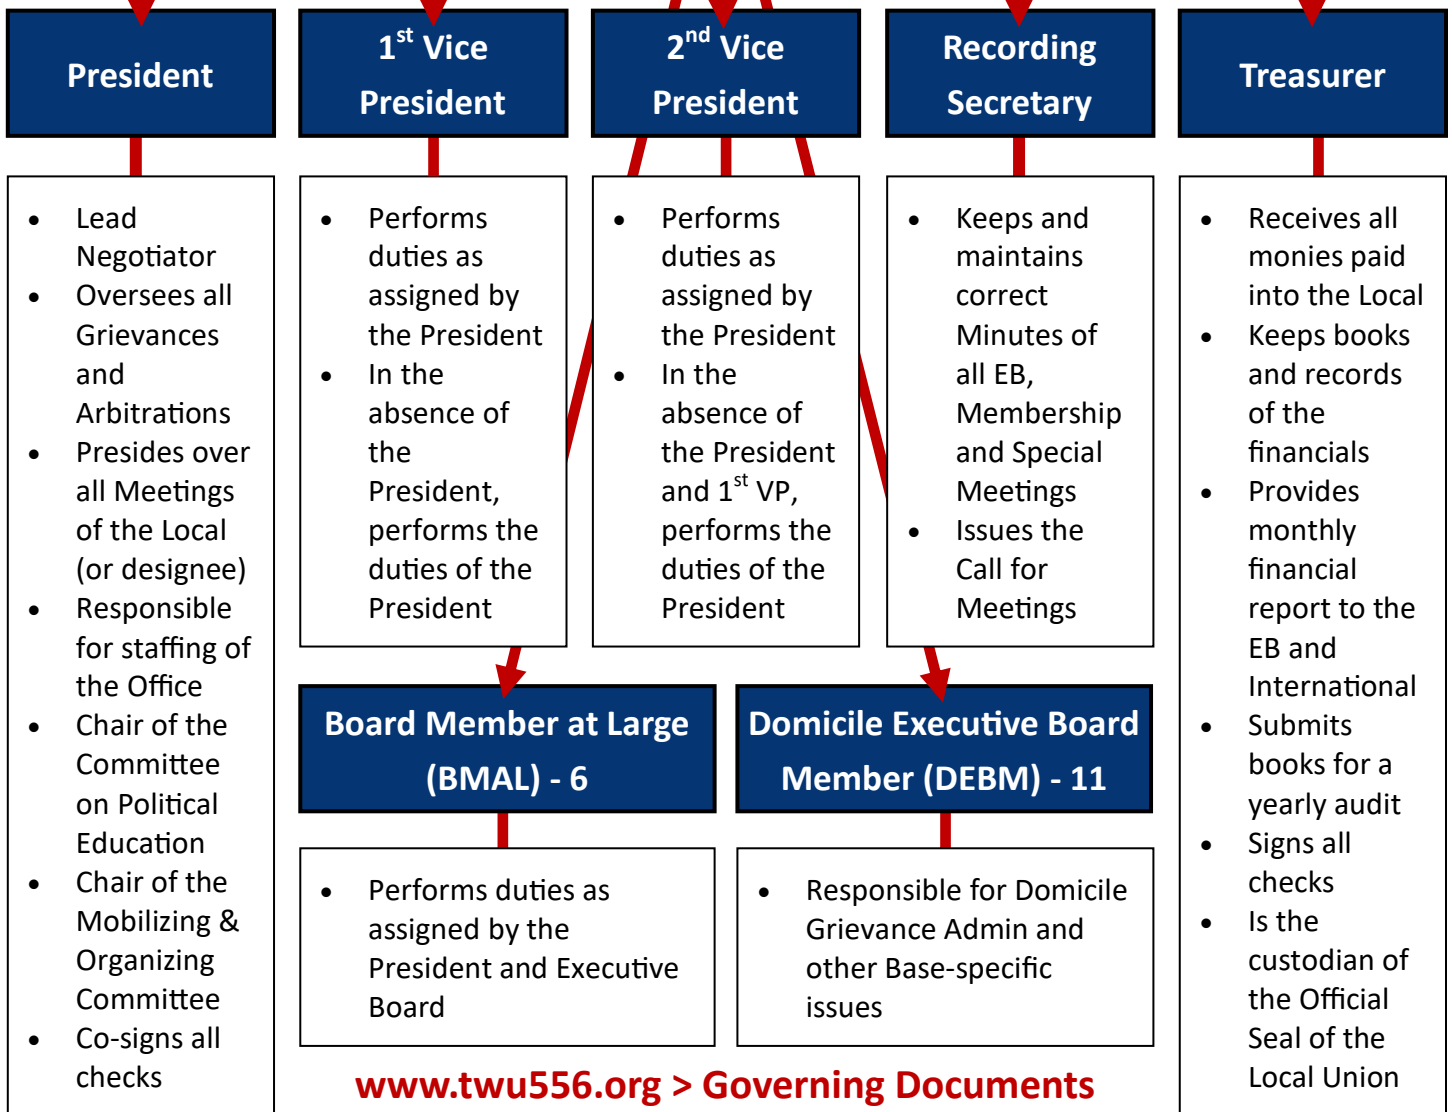 President
1st Vice
President
2nd Vice
President
Recording
Secretary
Treasurer
• Lead
Negotiator
• Oversees all
Grievances
and
Arbitrations
• Presides over
all Meetings
of the Local
(or designee)
• Responsible
for staffing of
the Office
• Chair of the
Committee
on Political
Education
• Chair of the
Mobilizing &
Organizing
Committee
• Co-signs all
checks
• Performs
duties as
assigned by
the President
• In the
absence of
the
President,
performs the
duties of the
President
• Performs
duties as
assigned by
the President
• In the
absence of
the President
and 1st VP,
performs the
duties of the
President
• Keeps and
maintains
correct
Minutes of
all EB,
Membership
and Special
Meetings
• Issues the
Call for
Meetings
• Receives all
monies paid
into the Local
• Keeps books
and records
of the
financials
• Provides
monthly
financial
report to the
EB and
International
• Submits
books for a
yearly audit
• Signs all
checks
• Is the
custodian of
the Official
Seal of the
Local Union
Board Member at Large
(BMAL) - 6
Domicile Executive Board
Member (DEBM) - 11
• Performs duties as
assigned by the
President and Executive
Board
• Responsible for Domicile
Grievance Admin and
other Base-specific
issues
www.twu556.org > Governing Documents